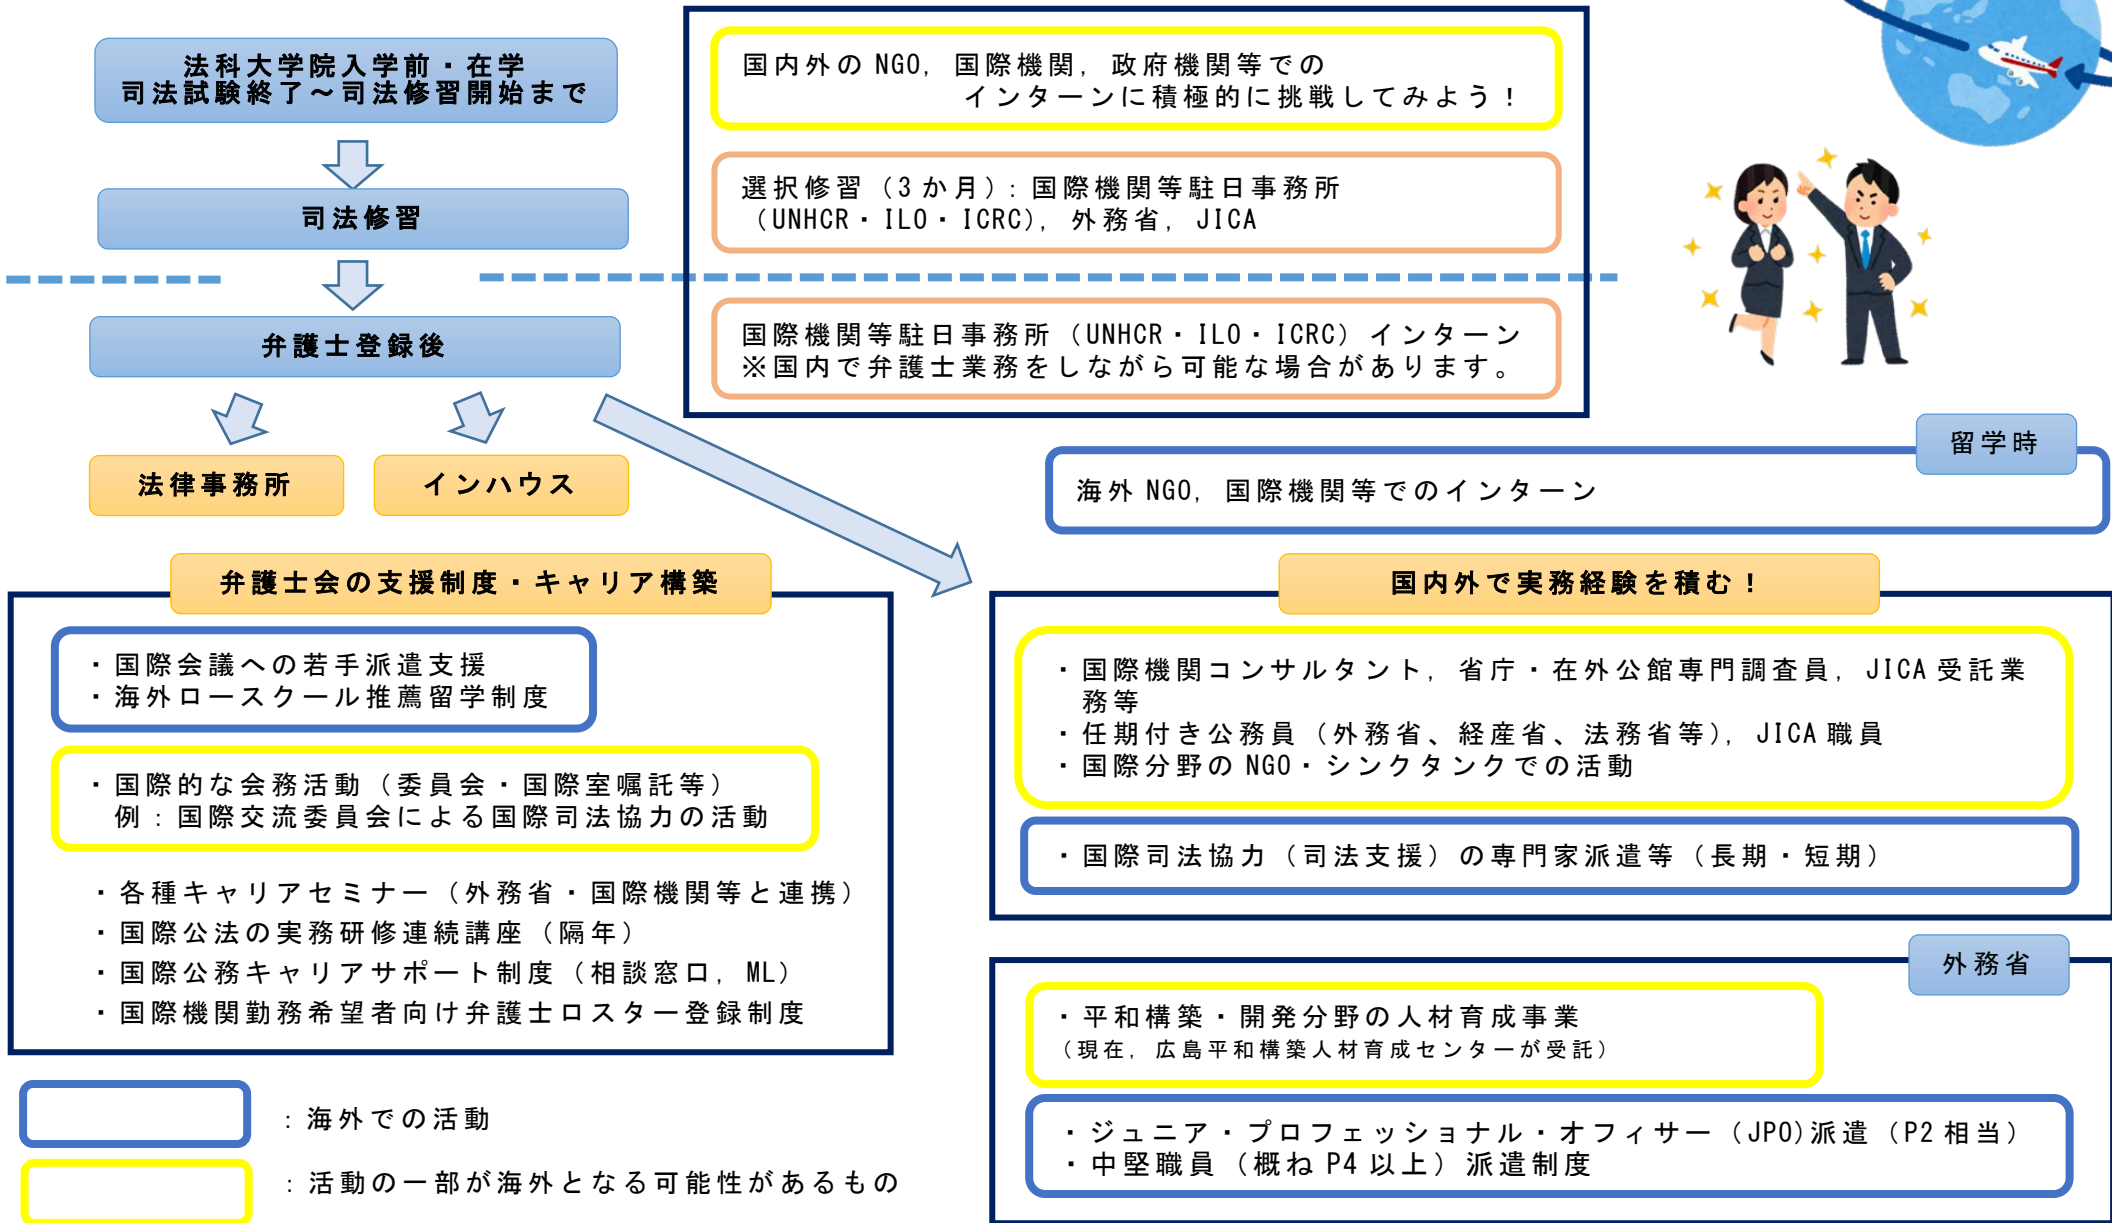 法科大学院入学前・在学
司法試験終了～司法修習開始まで
司法修習
弁護士登録後
法律事務所
インハウス
国内外の NGO, 国際機関, 政府機関等での
インターンに積極的に挑戦してみよう！
選択修習（3 か月）: 国際機関等駐日事務所
（UNHCR・ILO・ICRC), 外務省, JICA
国際機関等駐日事務所（UNHCR・ILO・ICRC）インターン
※国内で弁護士業務をしながら可能な場合があります。
留学時
海外 NGO, 国際機関等でのインターン
弁護士会の支援制度・キャリア構築
・国際会議への若手派遣支援
・海外ロースクール推薦留学制度
・国際的な会務活動（委員会・国際室嘱託等）
例：国際交流委員会による国際司法協力の活動
・各種キャリアセミナー（外務省・国際機関等と連携）
・国際公法の実務研修連続講座（隔年）
・国際公務キャリアサポート制度（相談窓口, ML）
・国際機関勤務希望者向け弁護士ロスター登録制度
国内外で実務経験を積む！
・国際機関コンサルタント, 省庁・在外公館専門調査員, JICA 受託業
務等
・任期付き公務員（外務省、経産省、法務省等）, JICA 職員
・国際分野の NGO・シンクタンクでの活動
・国際司法協力（司法支援）の専門家派遣等（長期・短期）
外務省
・平和構築・開発分野の人材育成事業
（現在, 広島平和構築人材育成センターが受託）
・ジュニア・プロフェッショナル・オフィサー（JPO)派遣（P2 相当）
・中堅職員（概ね P4 以上）派遣制度
：海外での活動
：活動の一部が海外となる可能性があるもの